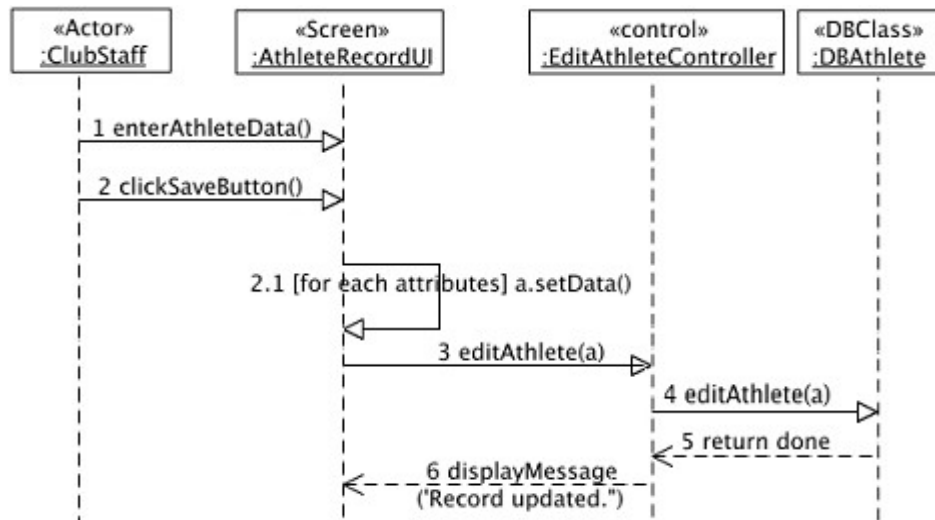 «Actor»
:ClubStaff
«Screen»
:AthleteRecordUI
«control»
:EditAthleteController
«DBClass»
:DBAthlete
1 enterAthleteData()
2 clickSaveButton()
2.1 [for each attributes] a.setData()
3 editAthlete(a)
4 editAthlete(a)
5 return done
6 displayMessage
("Record updated.")